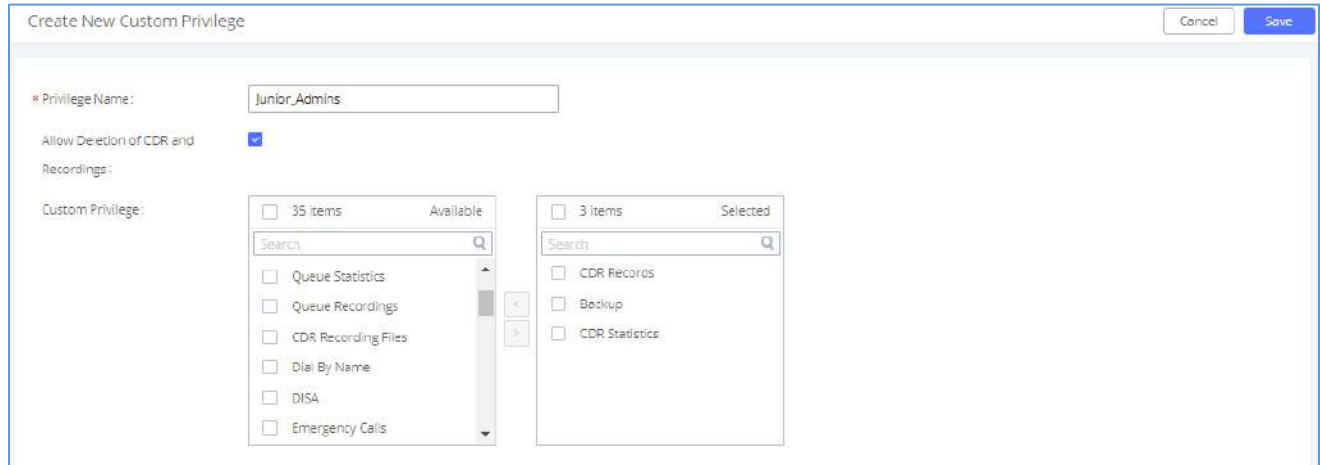 Create New Custom Privilege
Cancel
Save
* Privilege Name:
Junior_Admins
Allow Deletion of CDR and
Recordings:
Custom Privilege:
35 items Available
Search
Queue Statistics
Queue Recordings
CDR Recording Files
Dial By Name
DISA
Emergency Calls
<
>
3 items Selected
Search
CDR Records
Backup
CDR Statistics